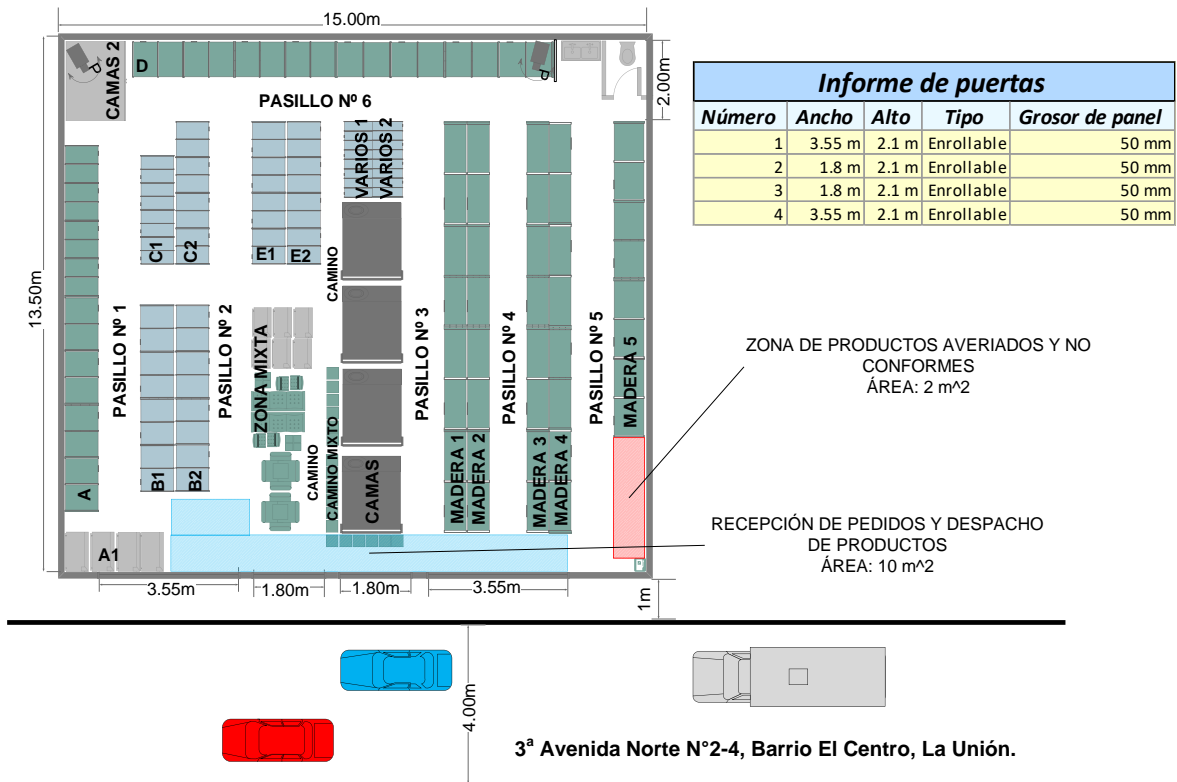 15.00m
13.50m
CAMAS 2
D
2.00m
PASILLO Nº 6
VARIOS 1
VARIOS 2
C1
C2
E1
E2
CAMINO
PASILLO Nº 1
PASILLO Nº 2
PASILLO Nº 3
PASILLO Nº 4
PASILLO Nº 5
ZONA MIXTA
MADERA 5
CAMINO
CAMINO MIXTO
A
B1
B2
CAMAS
MADERA 1
MADERA 2
MADERA 3
MADERA 4
A1
3.55m
1.80m
1.80m
3.55m
1m
4.00m
Informe de puertas
Número Ancho Alto Tipo Grosor de panel
1 3.55 m 2.1 m Enrollable 50 mm
2 1.8 m 2.1 m Enrollable 50 mm
3 1.8 m 2.1 m Enrollable 50 mm
4 3.55 m 2.1 m Enrollable 50 mm
ZONA DE PRODUCTOS AVERIADOS Y NO
CONFORMES
ÁREA: 2 m^2
RECEPCIÓN DE PEDIDOS Y DESPACHO
DE PRODUCTOS
ÁREA: 10 m^2
3ª Avenida Norte N°2-4, Barrio El Centro, La Unión.